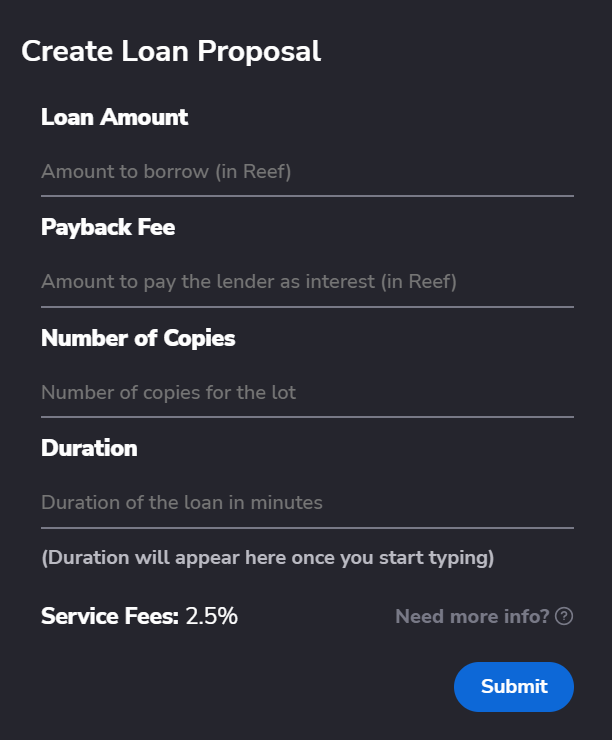 Create Loan Proposal
Loan Amount
Amount to borrow (in Reef)
Payback Fee
Amount to pay the lender as interest (in Reef)
Number of Copies
Number of copies for the lot
Duration
Duration of the loan in minutes
(Duration will appear here once you start typing)
Service Fees: 2.5% Need more info? ?
Submit